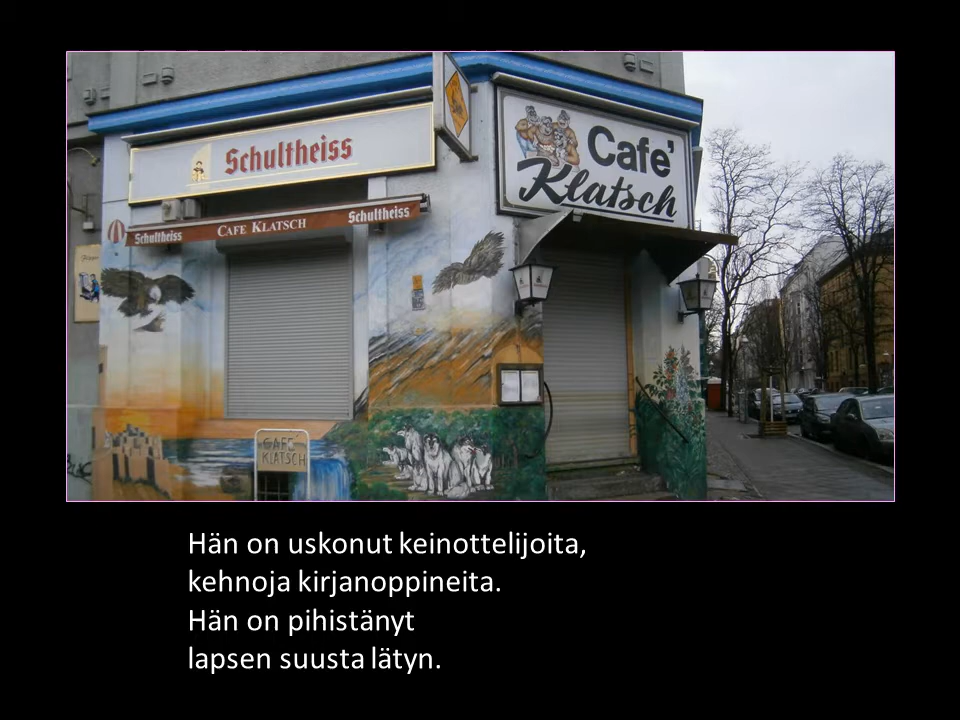 Schultheiss
Cafe'
Klatsch
Schultheiss CAFE KLATSCH Schultheiss
CAFE
KLATSCH
Hän on uskonut keinottelijoita,
kehnoja kirjanoppineita.
Hän on pihistänyt
lapsen suusta lätyn.